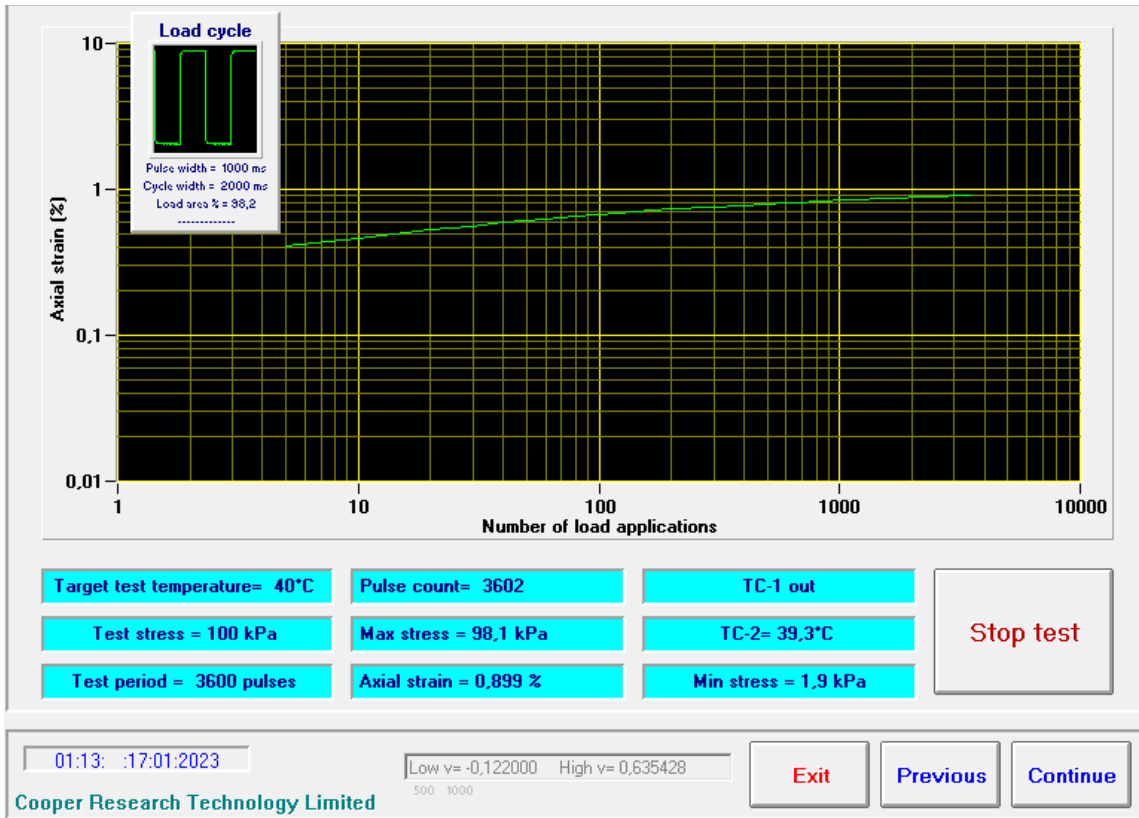 Load cycle
Pulse width = 1000 ms
Cycle width = 2000 ms
Load area % = 98,2
-------------
10
1
0,1
0,01
Axial strain (%)
1
10
100
1000
10000
Number of load applications
Target test temperature= 40°C
Pulse count= 3602
TC-1 out
Test stress = 100 kPa
Max stress = 98,1 kPa
TC-2= 39,3°C
Test period = 3600 pulses
Axial strain = 0,899 %
Min stress = 1,9 kPa
Stop test
01:13: :17:01:2023
Low v= -0,122000 High v= 0,635428
500 1000
Exit
Previous
Continue
Cooper Research Technology Limited